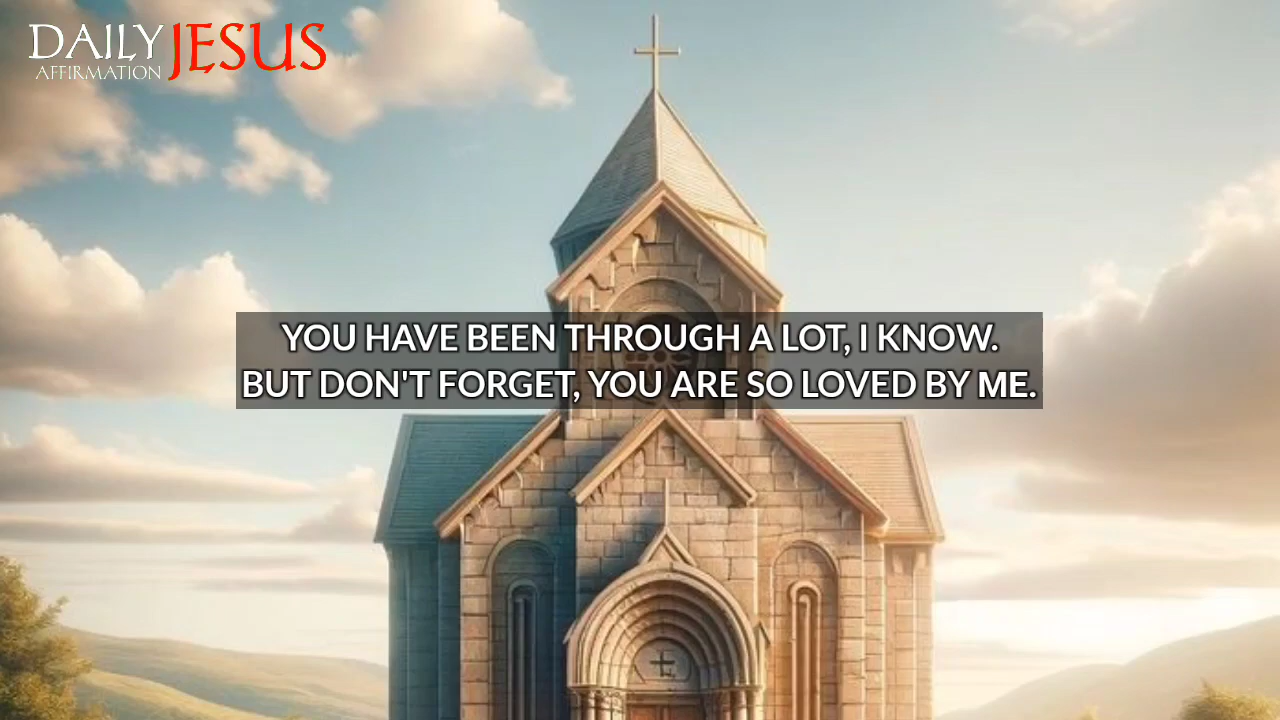 DAILY JESUS
AFFIRMATION
YOU HAVE BEEN THROUGH A LOT, I KNOW.
BUT DON'T FORGET, YOU ARE SO LOVED BY ME.